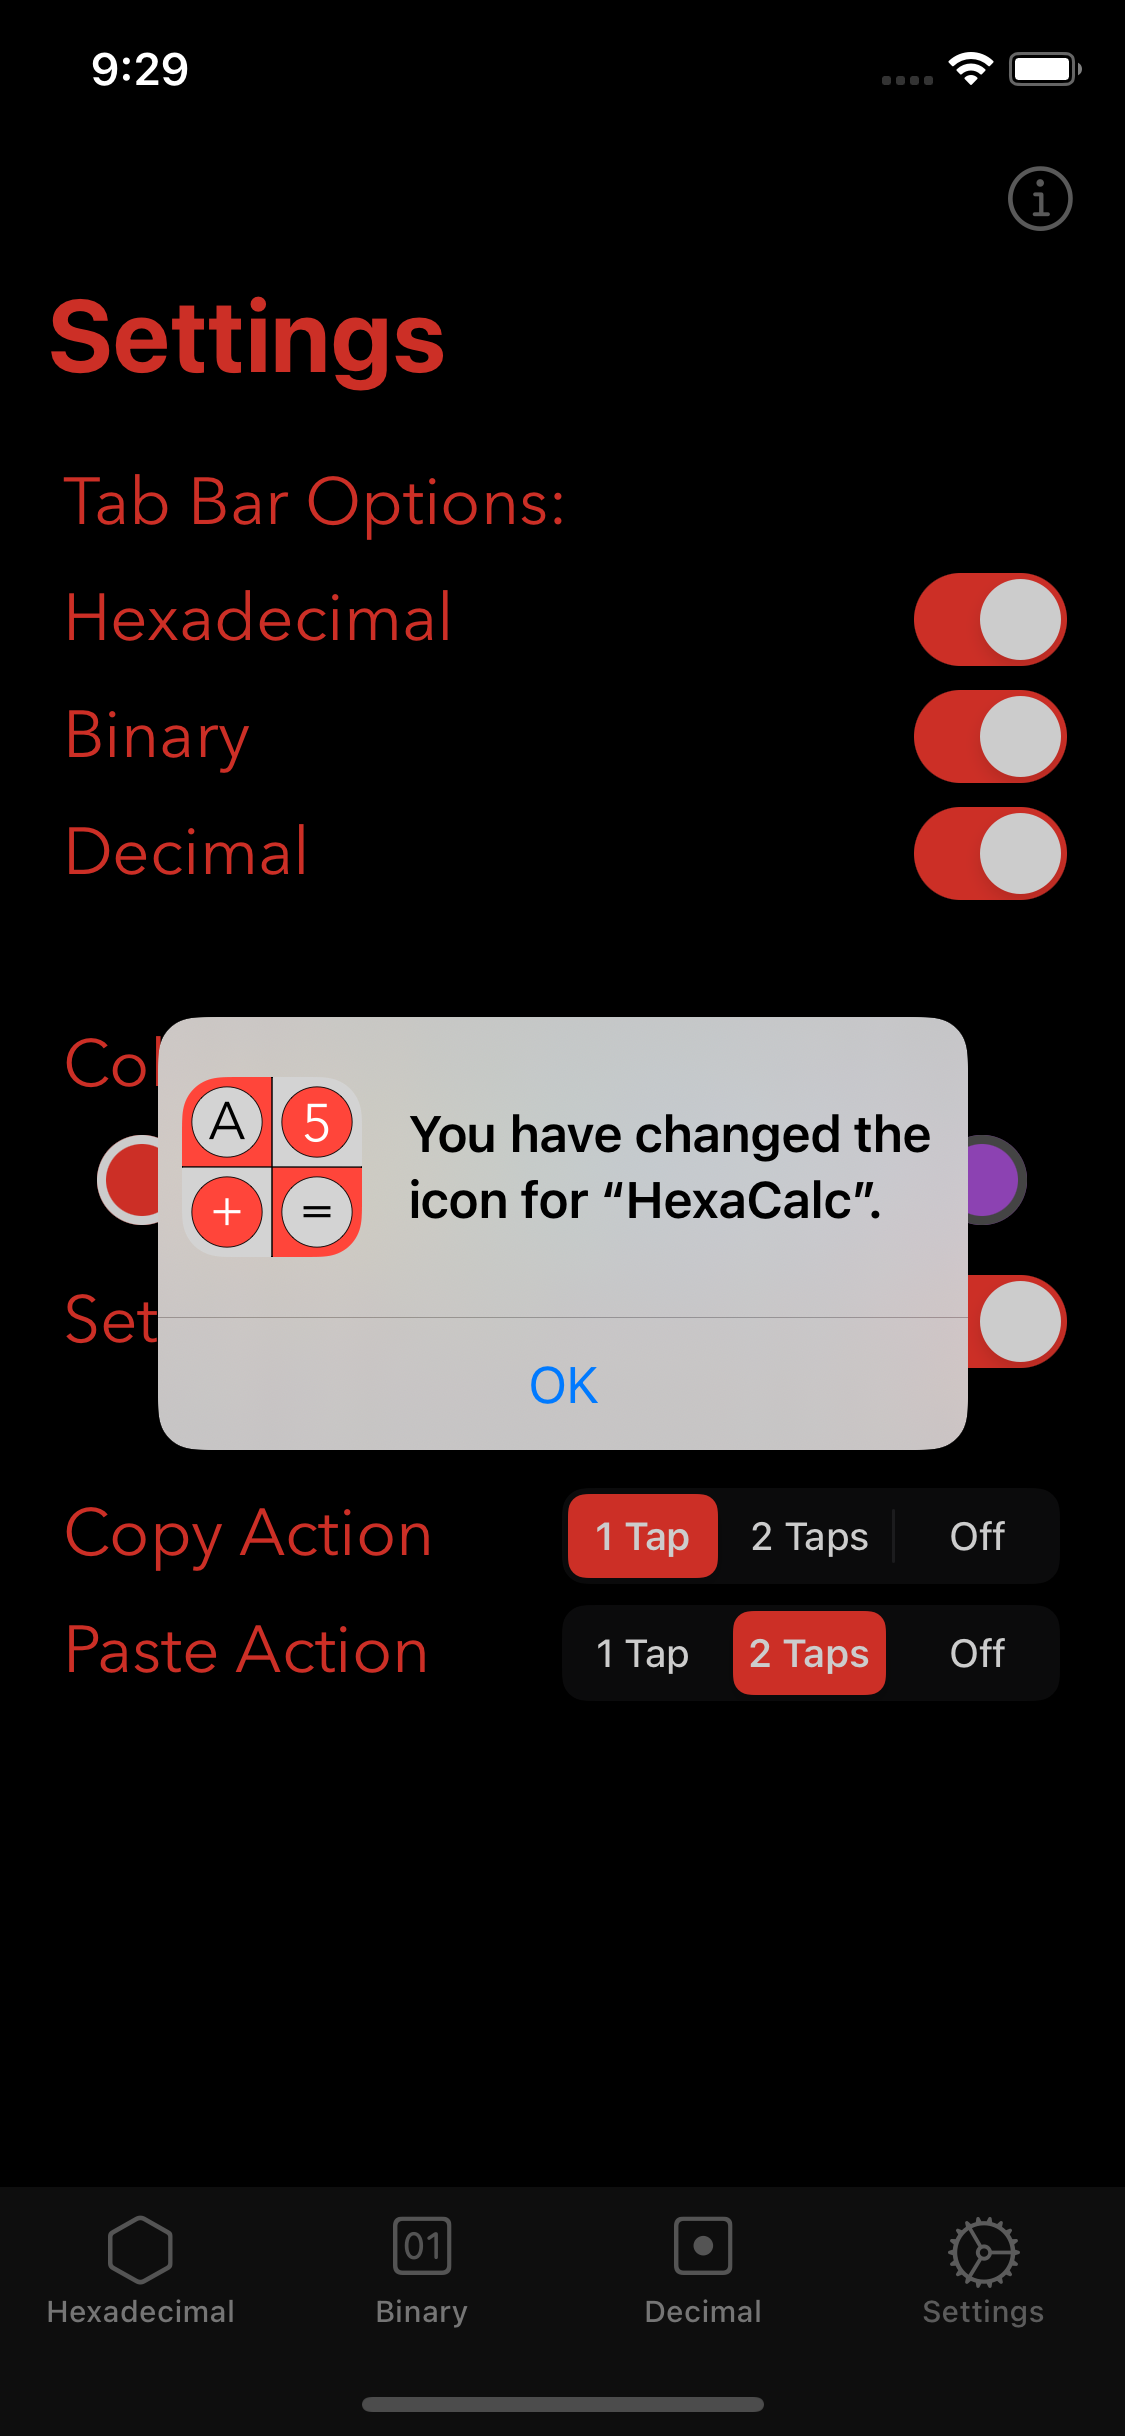 9:29
Settings
Tab Bar Options:
Hexadecimal
Binary
Decimal
Col
A 5
+ =
You have changed the
icon for “HexaCalc”.
Set
OK
Copy Action 1 Tap 2 Taps Off
Paste Action 1 Tap 2 Taps Off
01
Hexadecimal Binary Decimal Settings